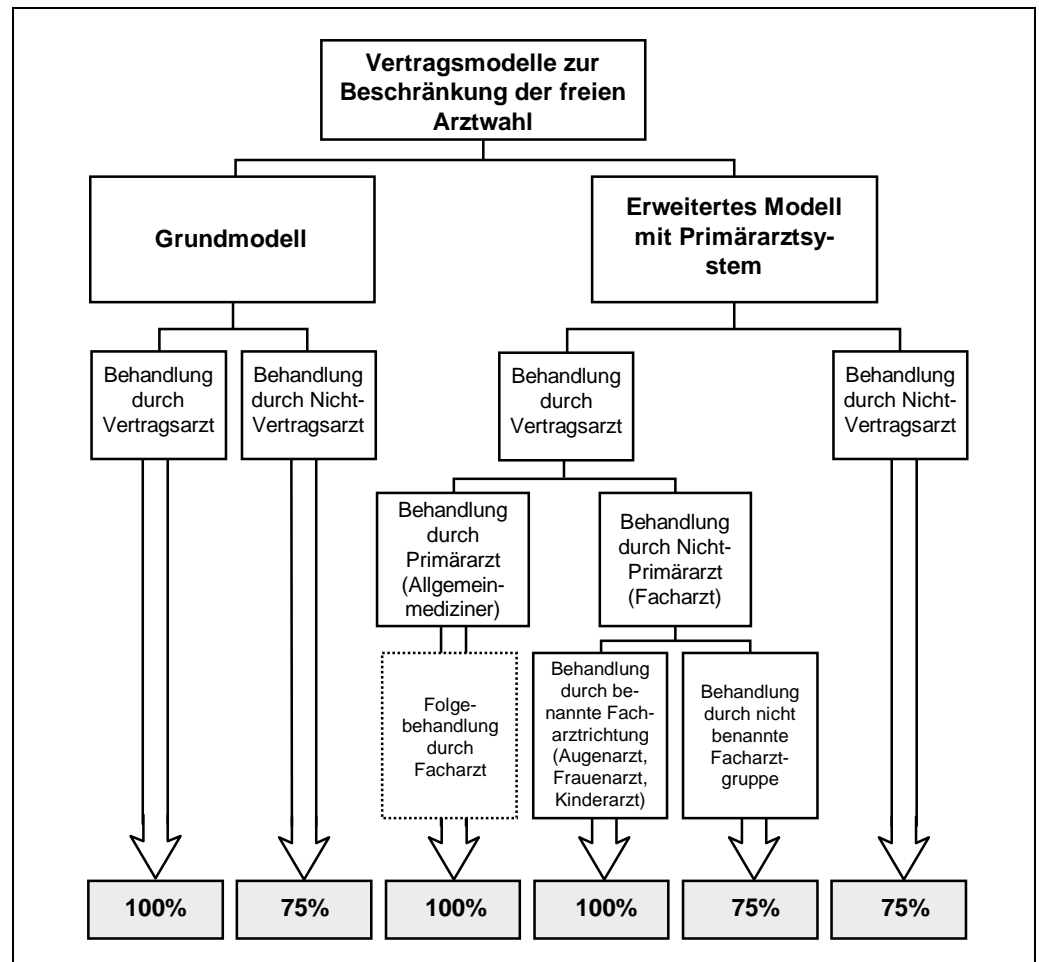 Vertragsmodelle zur
Beschränkung der freien
Arztwahl
Grundmodell
Erweitertes Modell
mit Primärarztsy-
stem
Behandlung
durch
Vertragsarzt
Behandlung
durch Nicht-
Vertragsarzt
Behandlung
durch
Vertragsarzt
Behandlung
durch Nicht-
Vertragsarzt
Behandlung
durch
Primärarzt
(Allgemein-
mediziner)
Behandlung
durch Nicht-
Primärarzt
(Facharzt)
Folge-
behandlung
durch
Facharzt
Behandlung
durch be-
nannte Fach-
arztrichtung
(Augenarzt,
Frauenarzt,
Kinderarzt)
Behandlung
durch nicht
benannte
Facharzt-
gruppe
100%
75%
100%
100%
75%
75%